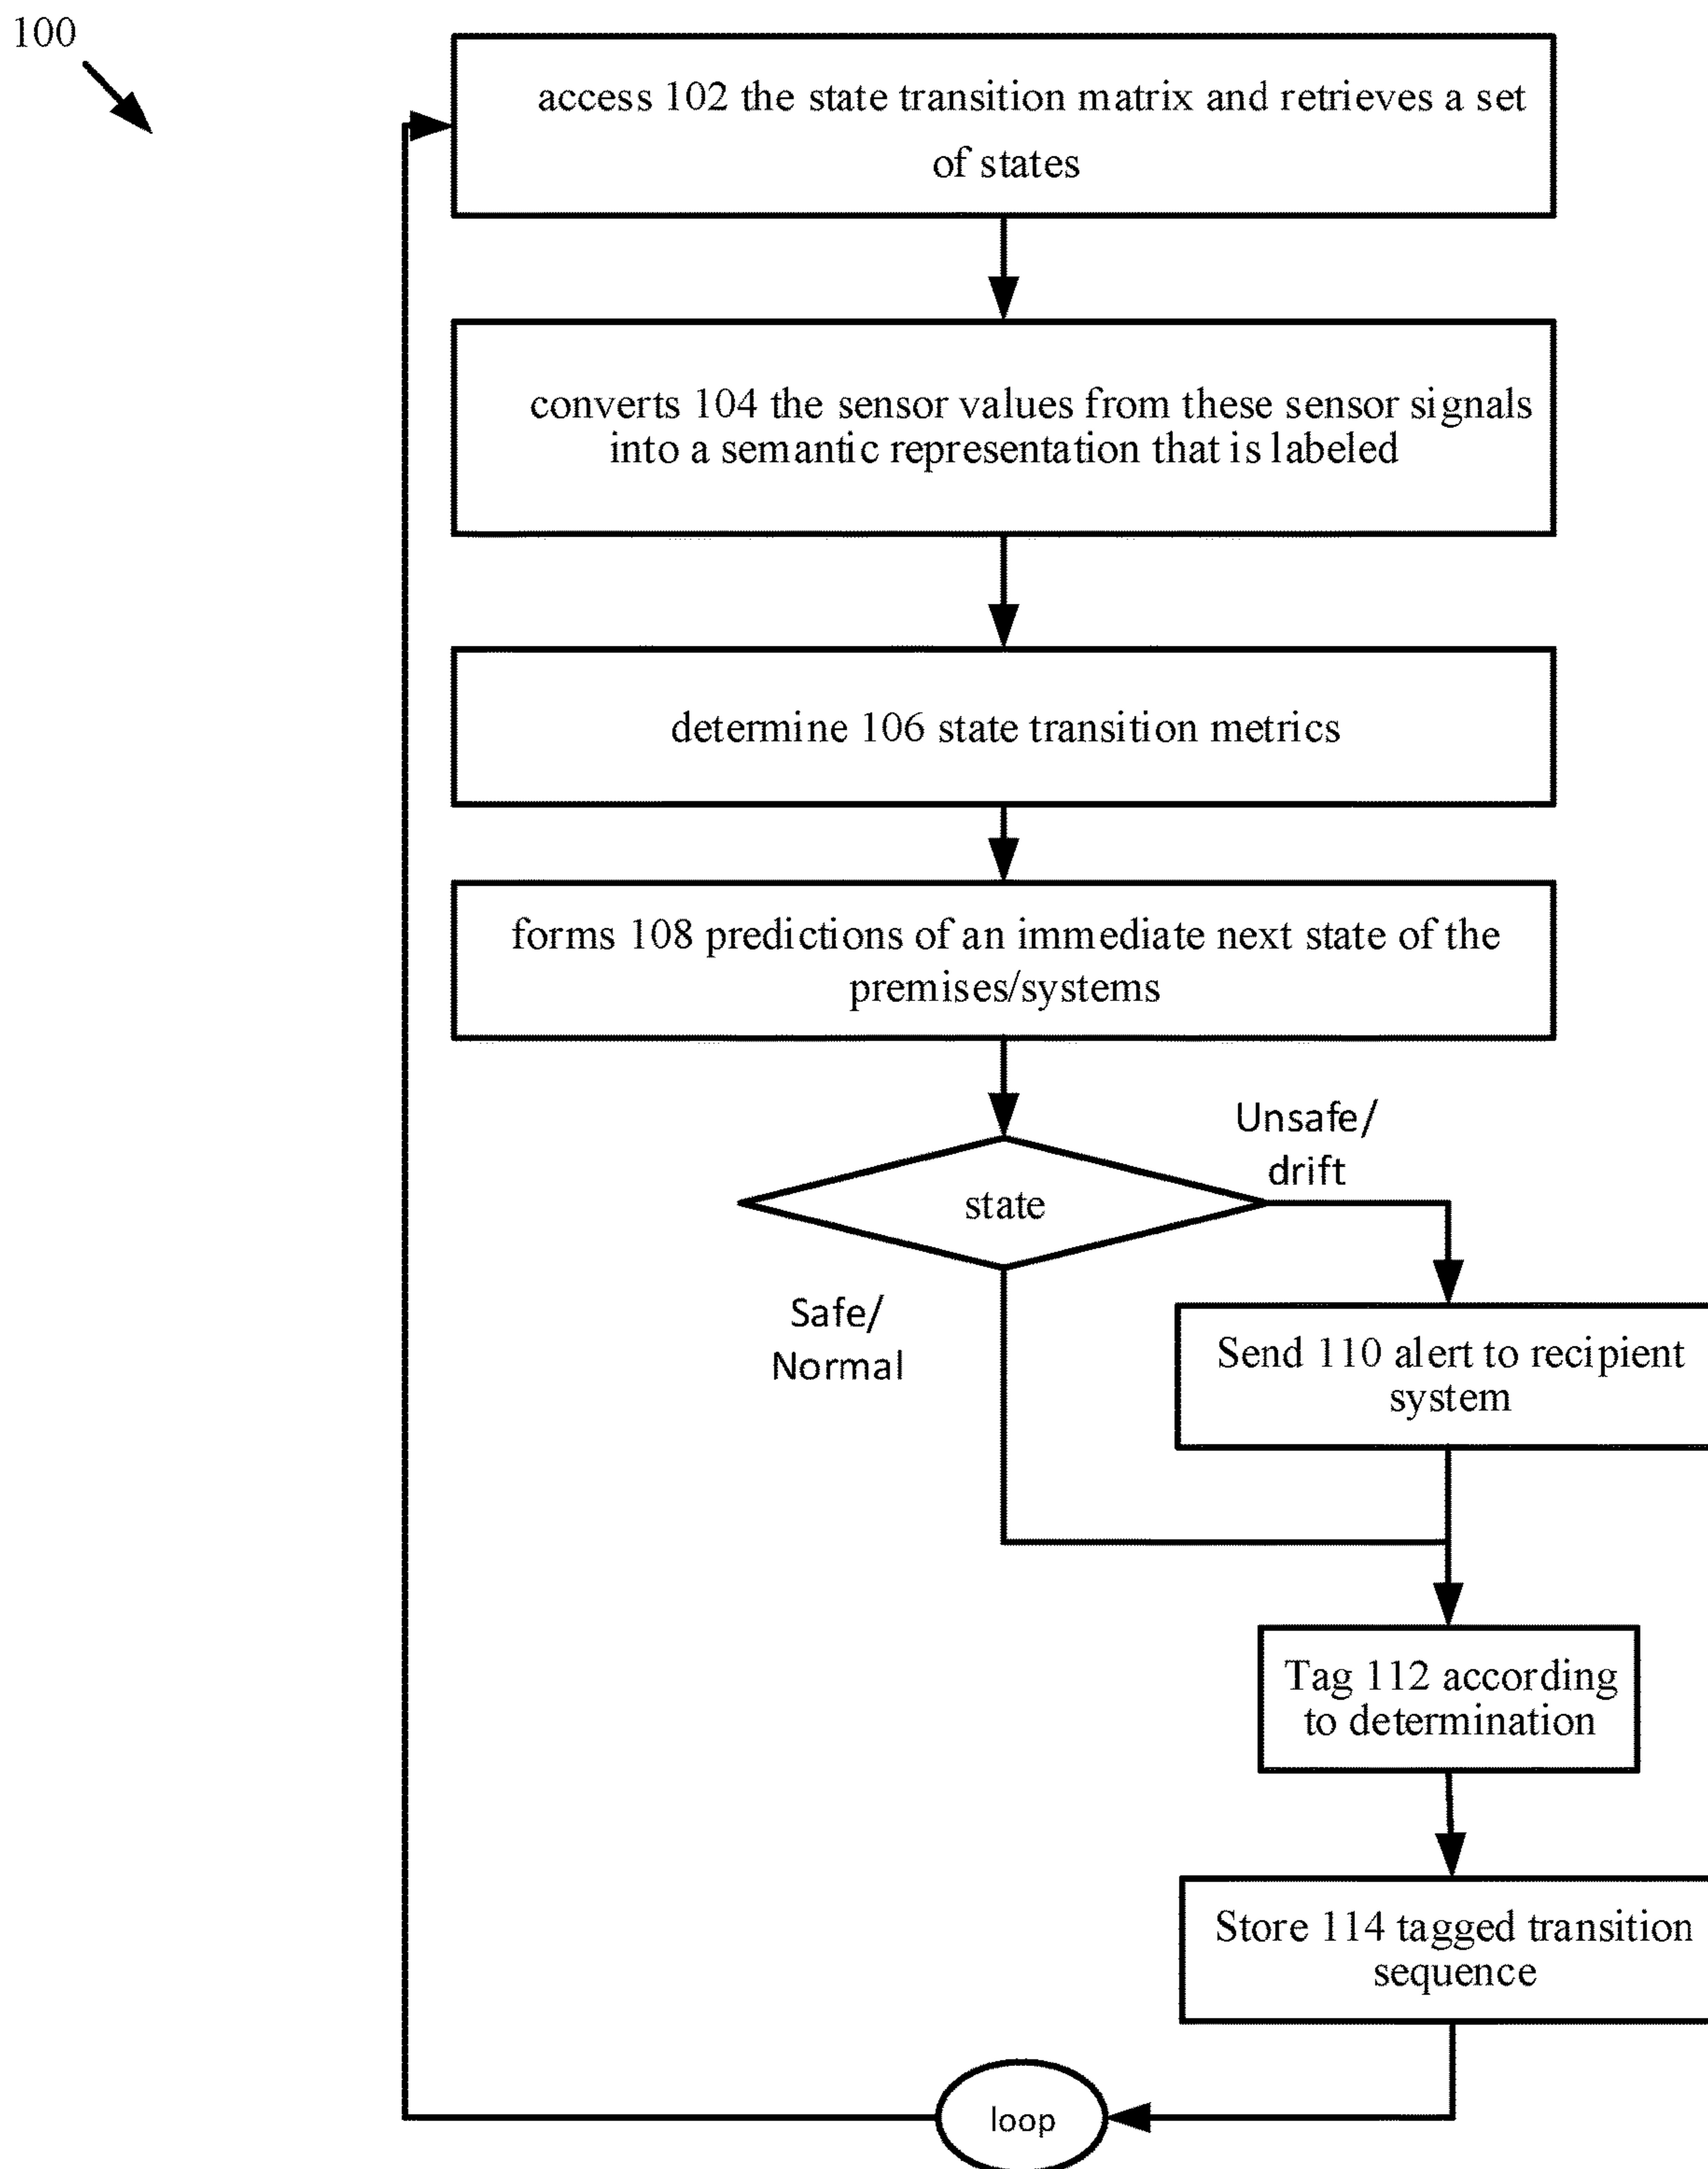 100
access 102 the state transition matrix and retrieves a set
of states
converts 104 the sensor values from these sensor signals
into a semantic representation that is labeled
determine 106 state transition metrics
forms 108 predictions of an immediate next state of the
premises/systems
Unsafe/
drift
state
Safe/
Normal
Send 110 alert to recipient
system
Tag 112 according
to determination
Store 114 tagged transition
sequence
loop